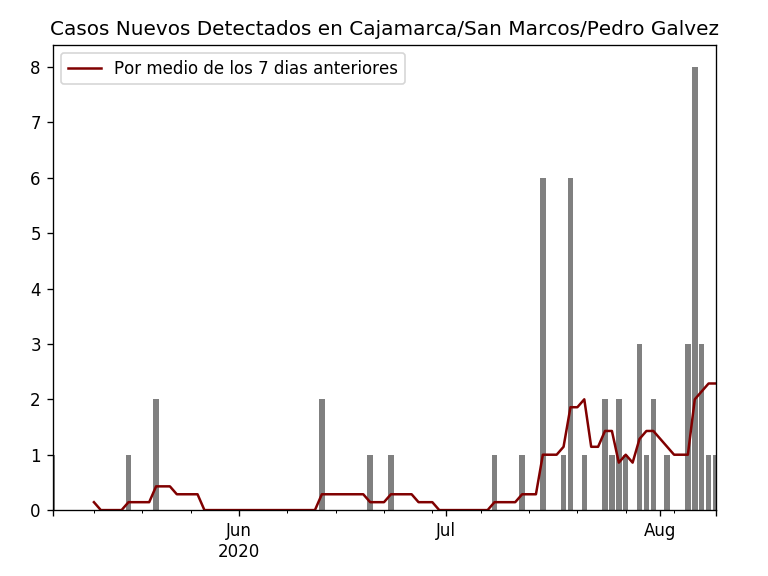 Casos Nuevos Detectados en Cajamarca/San Marcos/Pedro Galvez
Por medio de los 7 dias anteriores
8
7
6
5
4
3
2
1
0
Jun
2020
Jul
Aug